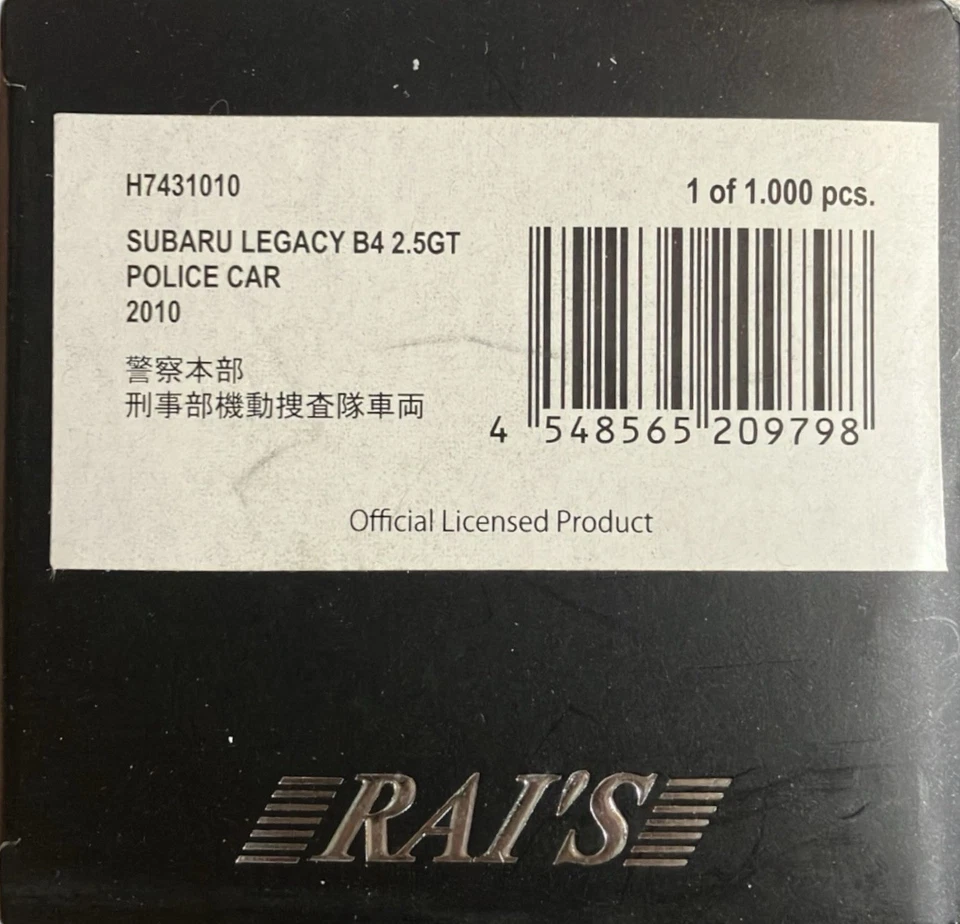 H7431010
1 of 1.000 pcs.
SUBARU LEGACY B4 2.5GT
POLICE CAR
2010
警察本部
刑事部機動捜査隊車両
4 548565 209798
Official Licensed Product
RAI'S